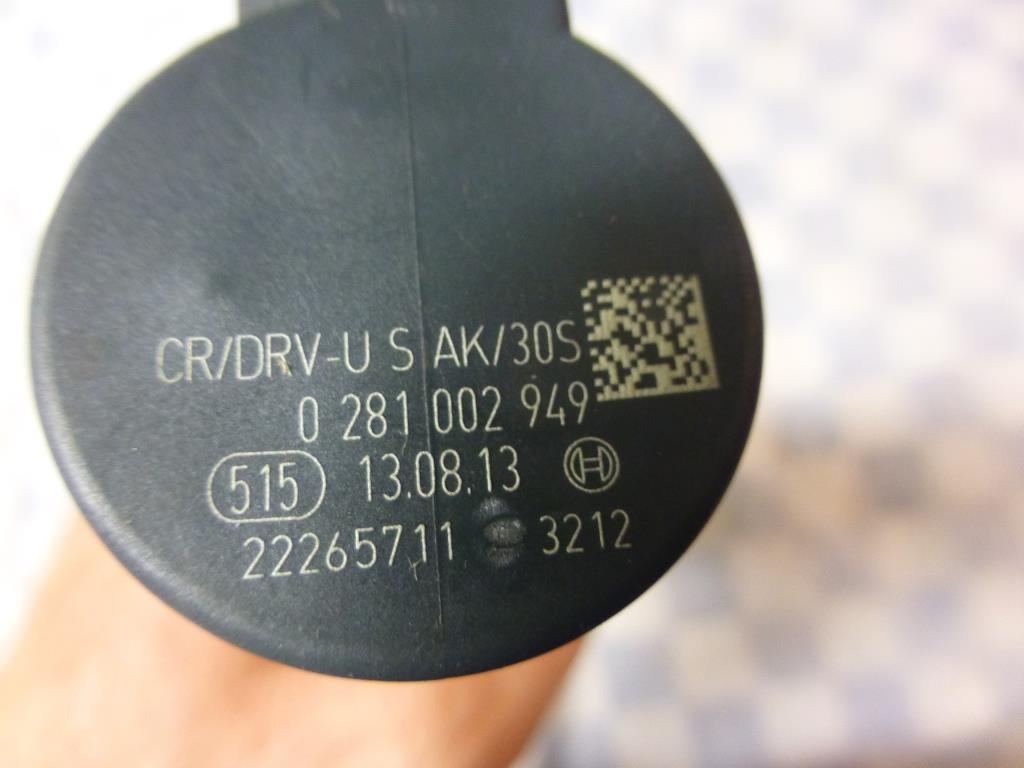 CR/DRV-U S AK/30S
0 281 002 949
515 13.08.13
22265711 3212